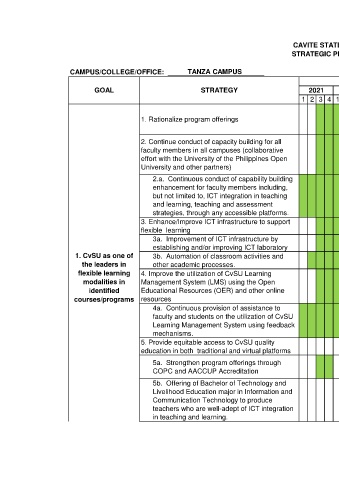 CAVITE STAT
STRATEGIC P
CAMPUS/COLLEGE/OFFICE: TANZA CAMPUS
GOAL STRATEGY 2021
1 2 3 4 1
1. Rationalize program offerings
2. Continue conduct of capacity building for all
faculty members in all campuses (collaborative
effort with the University of the Philippines Open
University and other partners)
2.a. Continuous conduct of capability building
enhancement for faculty members including,
but not limited to, ICT integration in teaching
and learning, teaching and assessment
strategies, through any accessible platforms.
3. Enhance/Improve ICT infrastructure to support
flexible learning
3a. Improvement of ICT infrastructure by
establishing and/or improving ICT laboratory
1. CvSU as one of
the leaders in
flexible learning
modalities in
identified
courses/programs
3b. Automation of classroom activities and
other academic processes.
4. Improve the utilization of CvSU Learning
Management System (LMS) using the Open
Educational Resources (OER) and other online
resources
4a. Continuous provision of assistance to
faculty and students on the utilization of CvSU
Learning Management System using feedback
mechanisms.
5. Provide equitable access to CvSU quality
education in both traditional and virtual platforms
5a. Strengthen program offerings through
COPC and AACCUP Accreditation
5b. Offering of Bachelor of Technology and
Livelihood Education major in Information and
Communication Technology to produce
teachers who are well-adept of ICT integration
in teaching and learning.